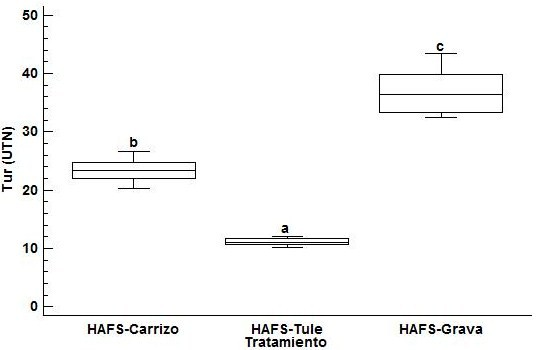 50
40
30
20
10
0
Tur (UTN)
b
a
c
HAFS-Carrizo
HAFS-Tule
HAFS-Grava
Tratamiento